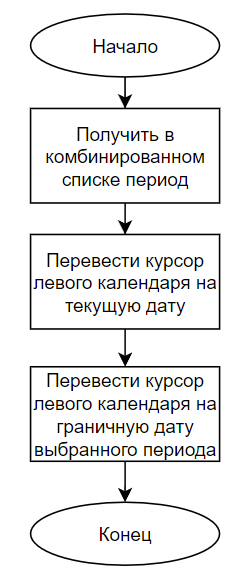 Начало
Получить в
комбинированном
списке период
Перевести курсор
левого календаря на
текущую дату
Перевести курсор
левого календаря на
граничную дату
выбранного периода
Конец